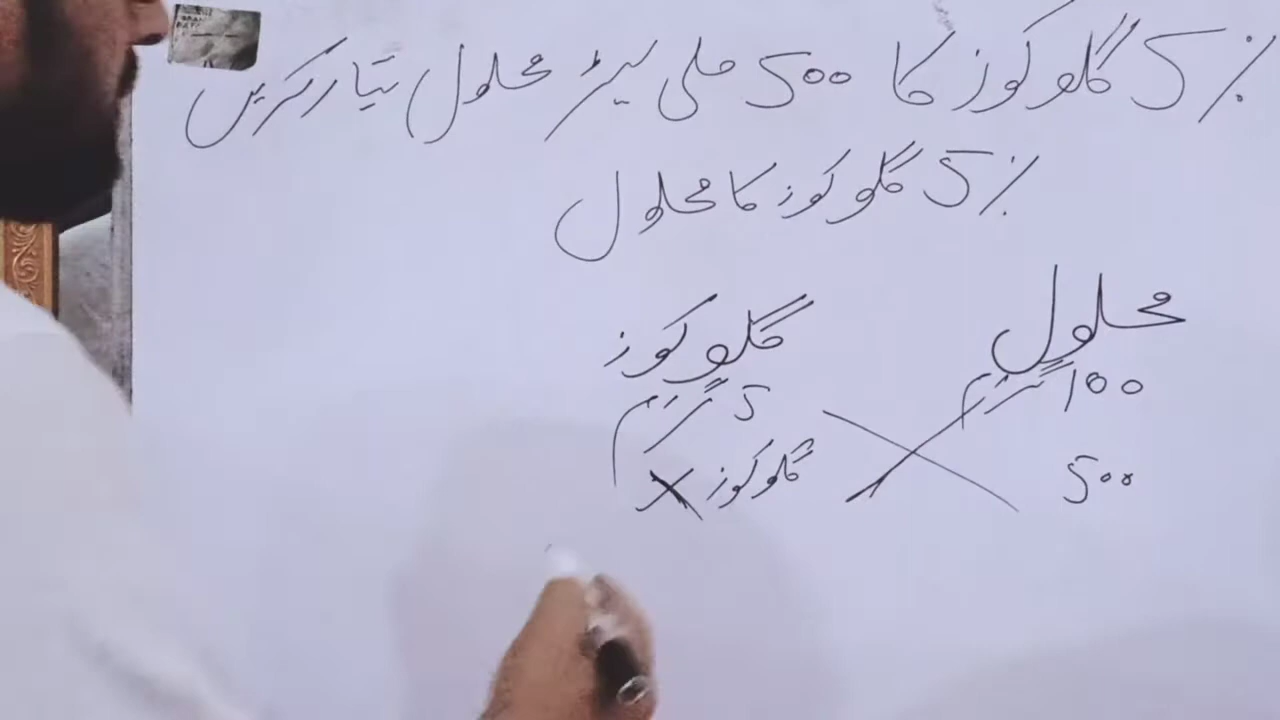 5% گلوکوز کا 500 ملی لیٹر محلول تیار کریں
5% گلوکوز کا محلول
محلول گلوکوز
100 گرام 5 گرام
500 گلوکوز X